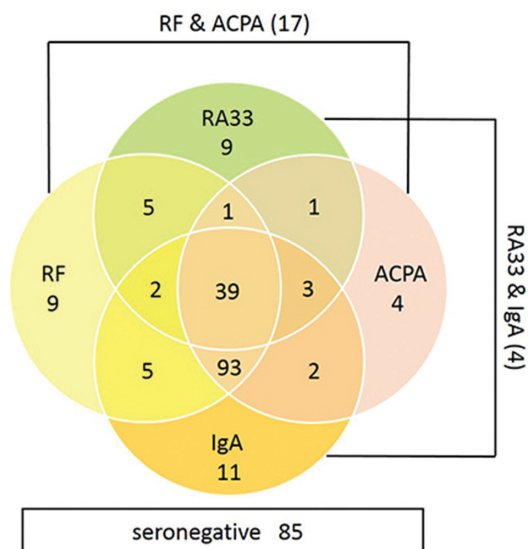 RF & ACPA (17)
RA33
9
5
1
1
RF
9
2
39
3
ACPA
4
RA33 & IgA (4)
5
93
2
IgA
11
seronegative 85